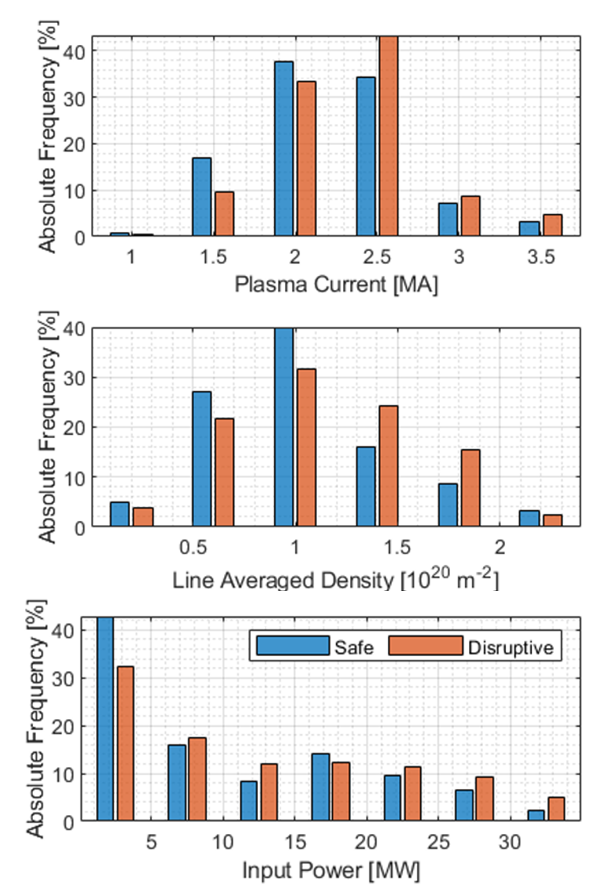 Absolute Frequency [%]
40
30
20
10
0
1 1.5 2 2.5 3 3.5
Plasma Current [MA]
Absolute Frequency [%]
40
30
20
10
0
0.5 1 1.5 2
Line Averaged Density [10²⁰ m⁻²]
Absolute Frequency [%]
40
30
20
10
0
Safe Disruptive
5 10 15 20 25 30
Input Power [MW]